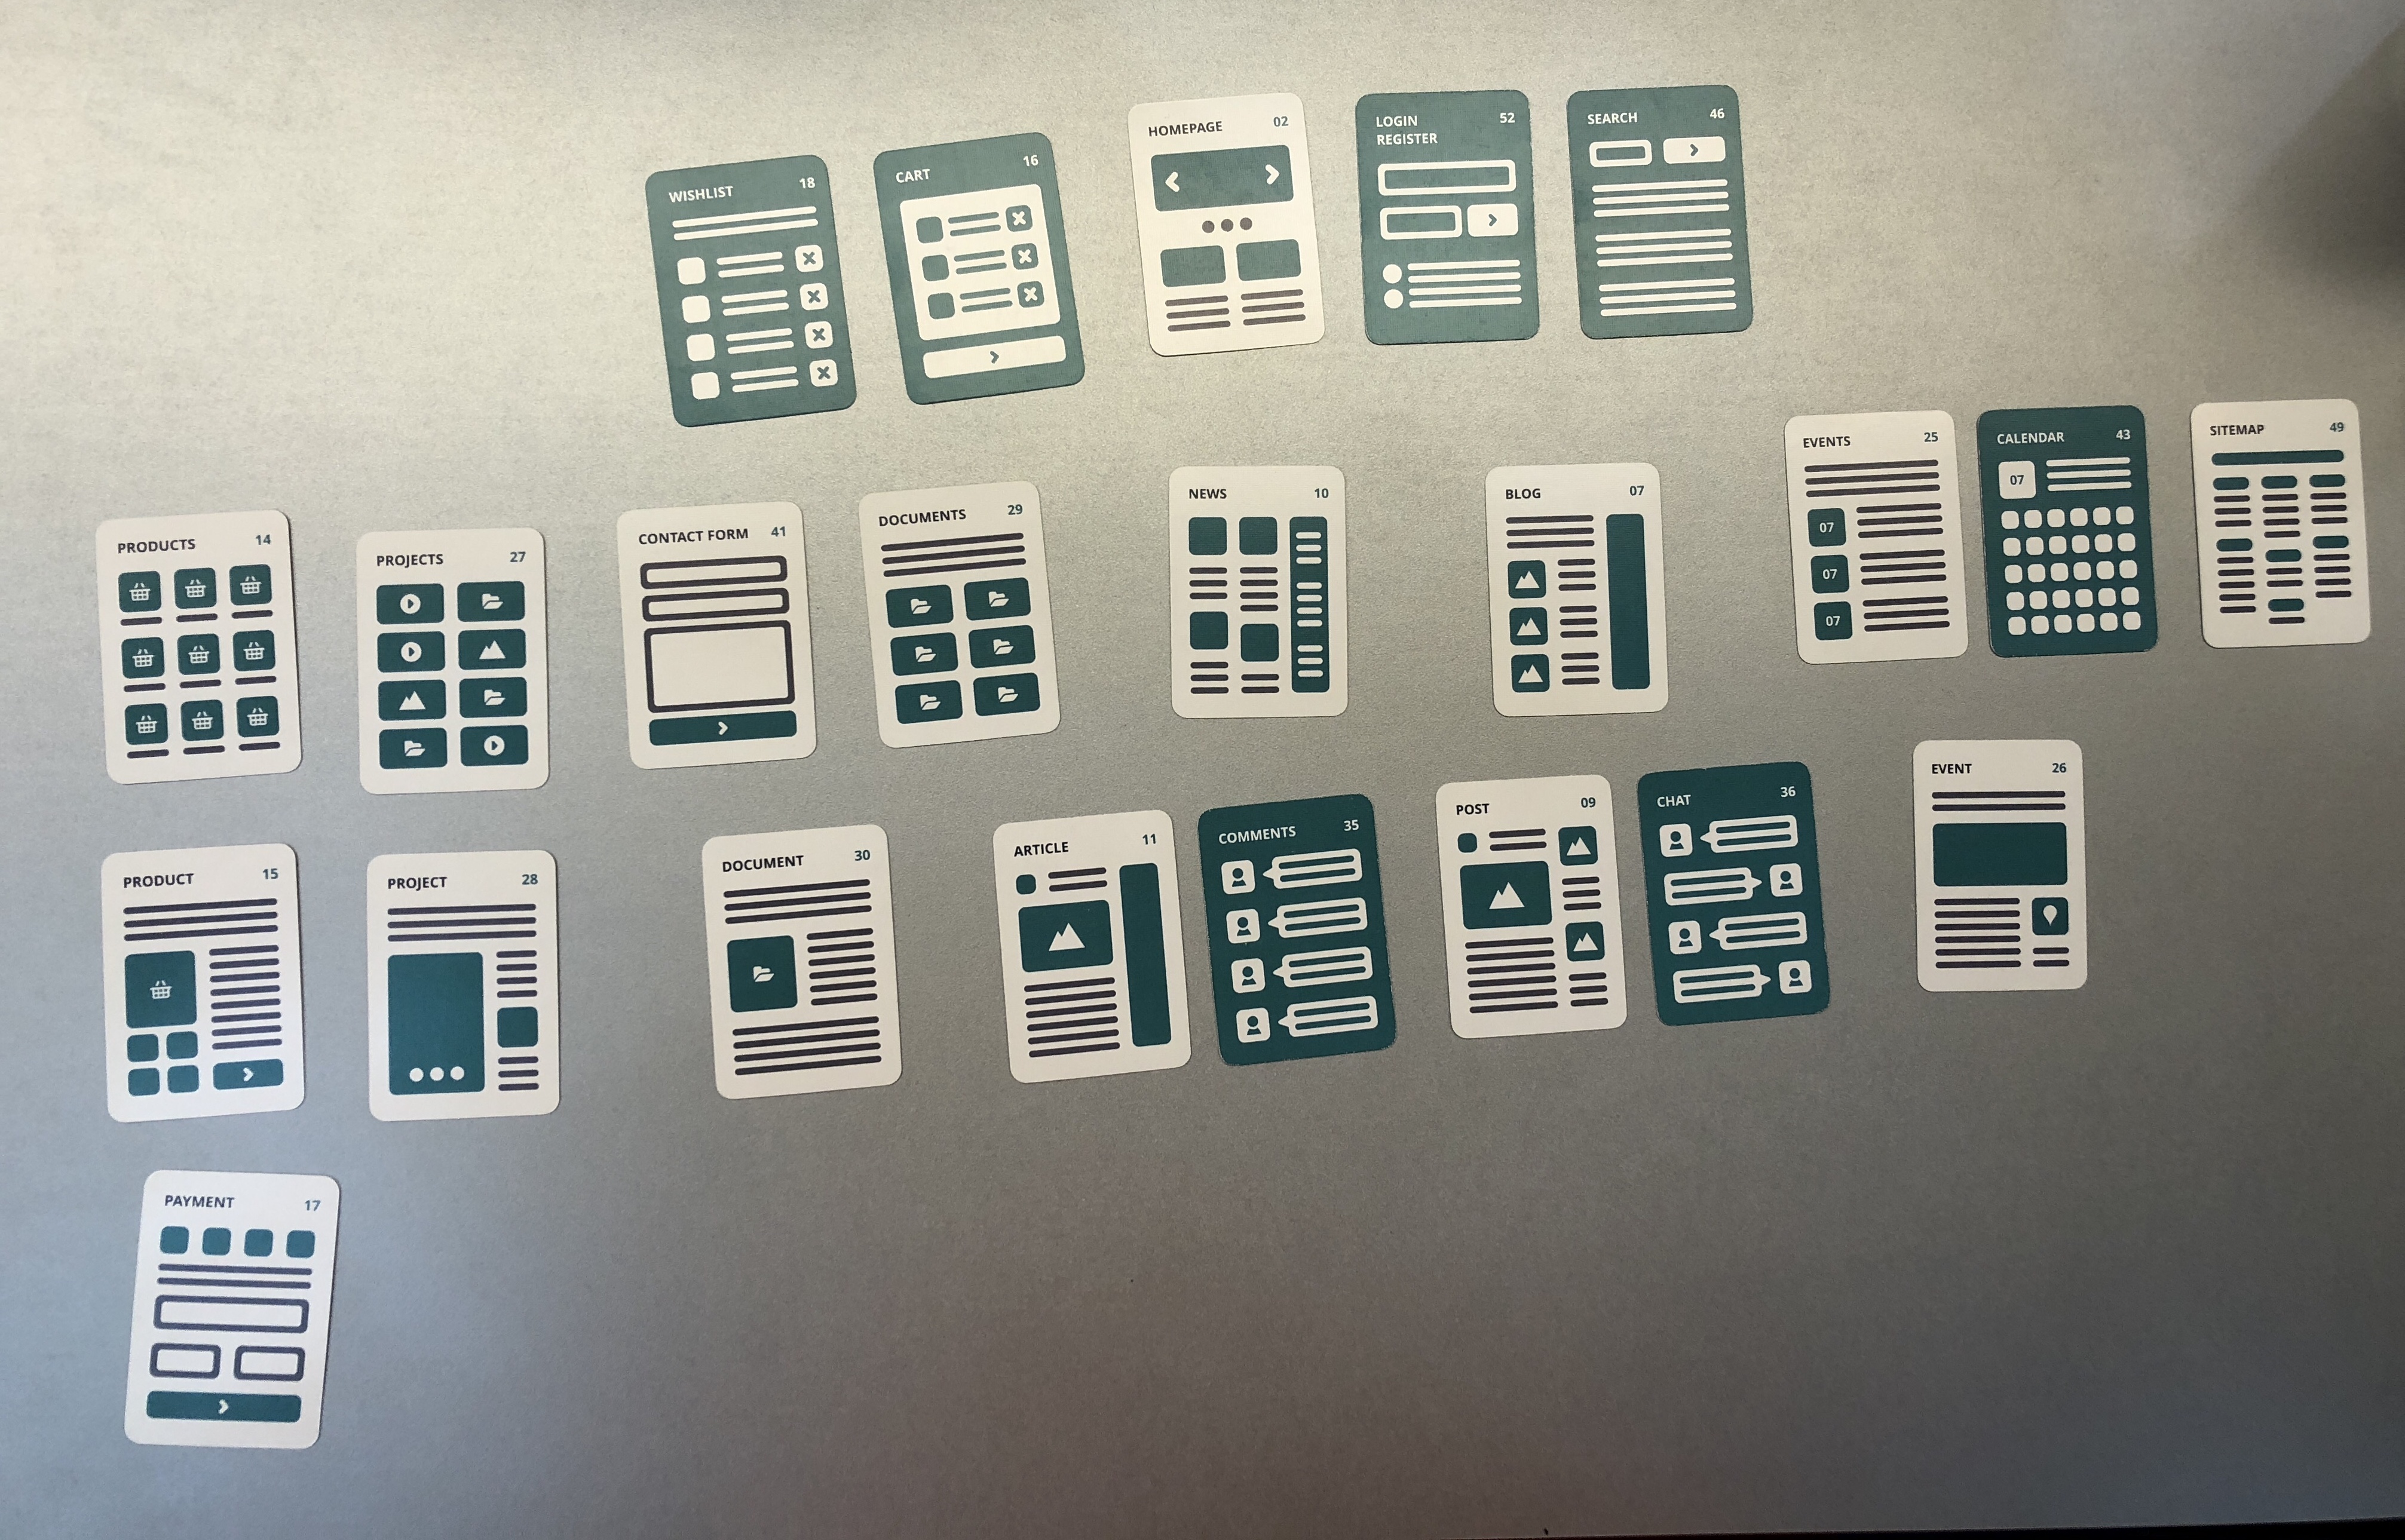 WISHLIST 18
CART 16
HOMEPAGE 02
LOGIN 52
REGISTER
SEARCH 46
PRODUCTS 14
PROJECTS 27
CONTACT FORM 41
DOCUMENTS 29
NEWS 10
BLOG 07
EVENTS 25
07
07
07
CALENDAR 43
07
SITEMAP 49
PRODUCT 15
PROJECT 28
DOCUMENT 30
ARTICLE 11
COMMENTS 35
POST 09
CHAT 36
EVENT 26
PAYMENT 17